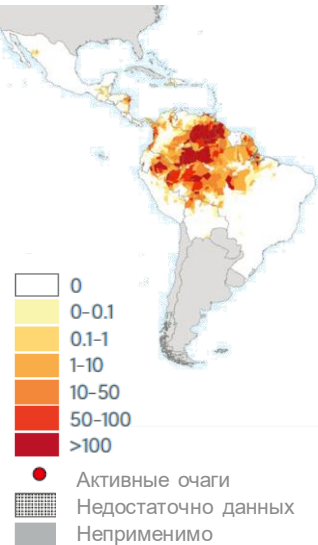 0
0–0.1
0.1–1
1–10
10–50
50–100
>100
Активные очаги
Недостаточно данных
Неприменимо